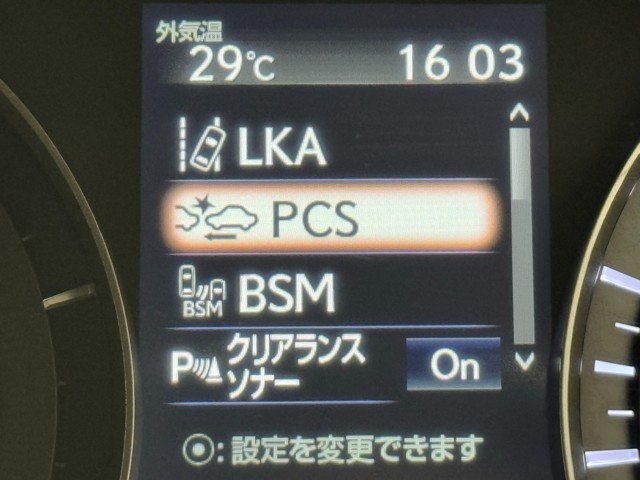 外気温
29℃ 16 03
LKA
PCS
BSM
BSM
P クリアランス
ソナー
On
⦿: 設定を変更できます